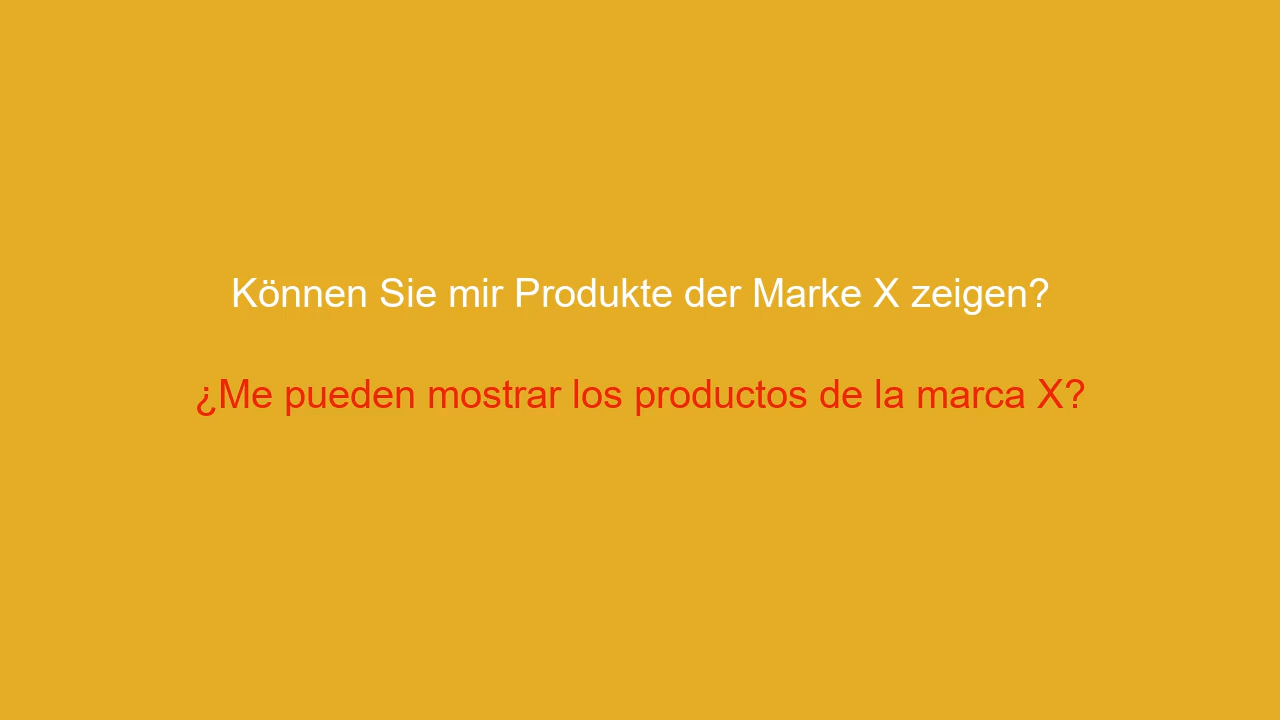 Können Sie mir Produkte der Marke X zeigen?
¿Me pueden mostrar los productos de la marca X?